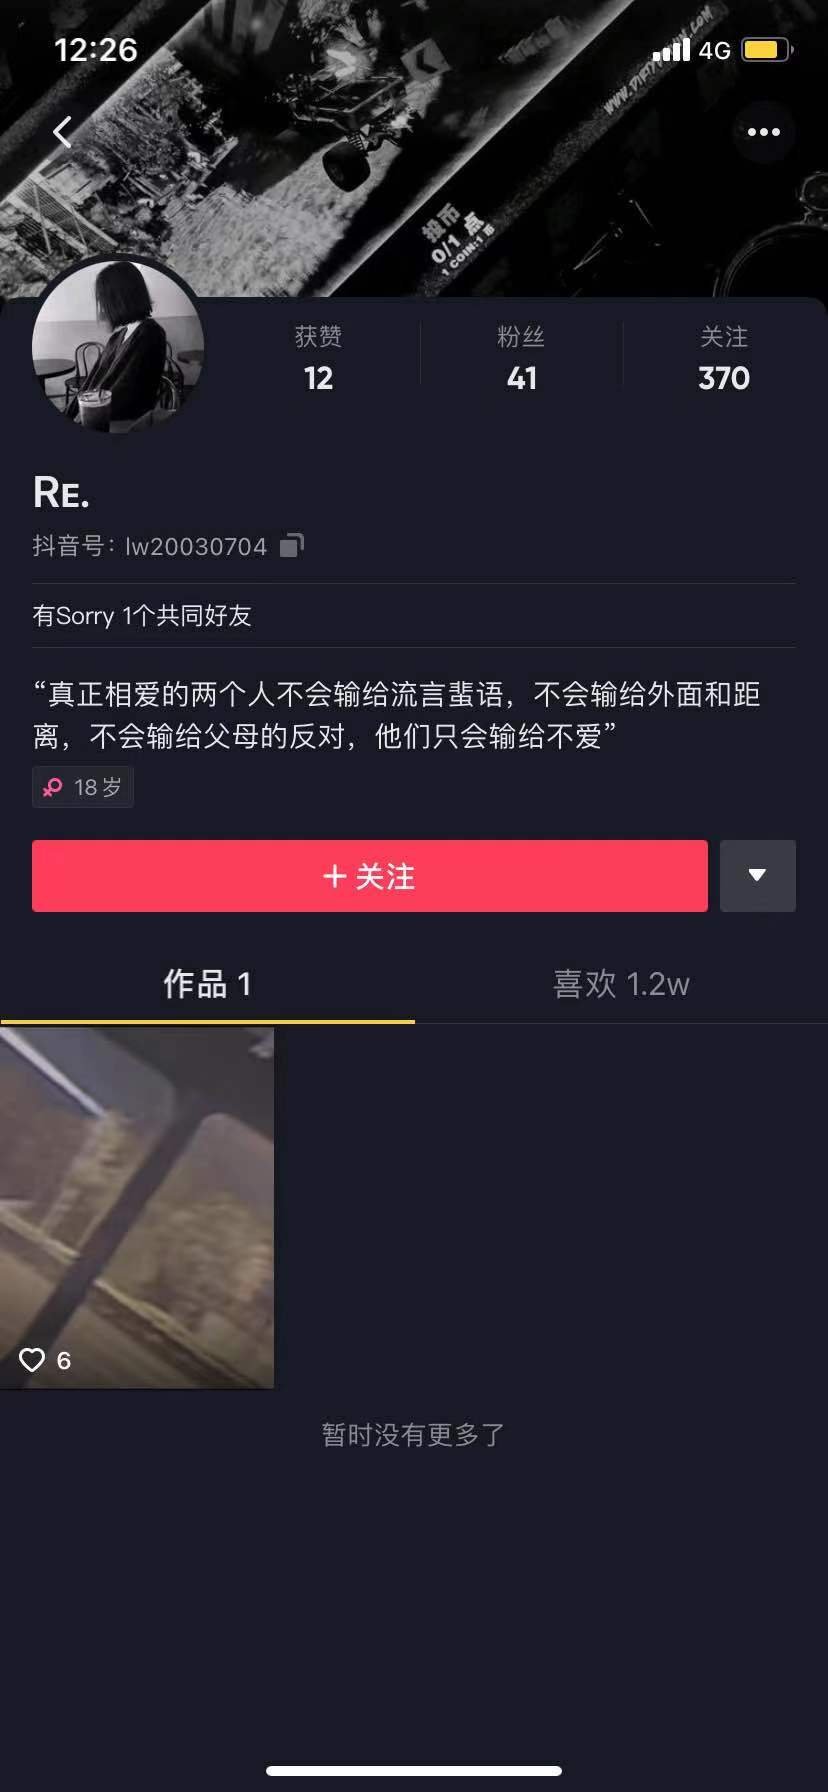 12:26
4G
投币
0/1 点
1 COIN:1 币
获赞
粉丝
关注
12
41
370
RE.
抖音号：lw20030704
有Sorry 1个共同好友
“真正相爱的两个人不会输给流言蜚语，不会输给外面和距
离，不会输给父母的反对，他们只会输给不爱”
18岁
关注
作品 1
喜欢 1.2w
6
暂时没有更多了